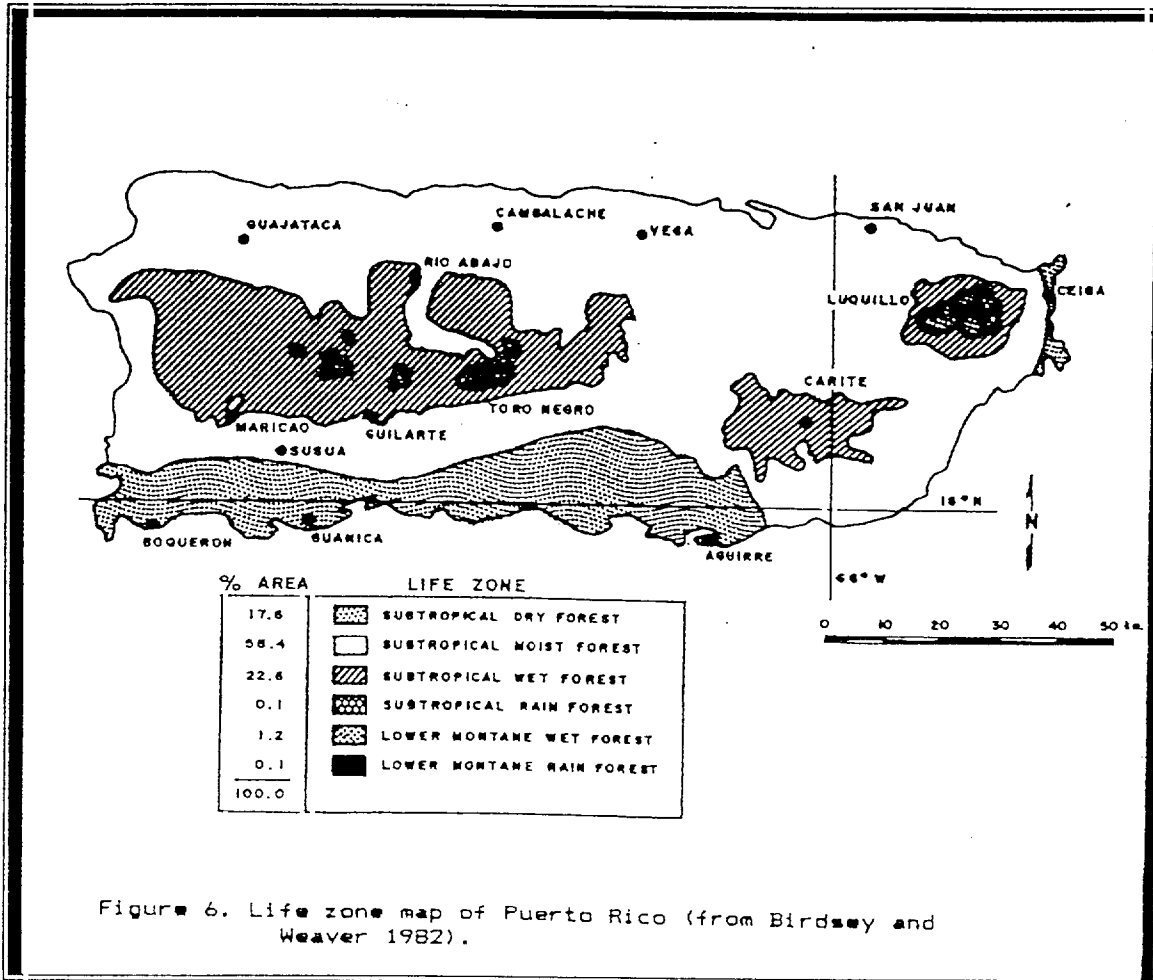 SAN JUAN
CAMBALACHE
GUAJATACA
VEGA
RIO ABAJO
CEIBA
LUQUILLO
CARITE
TORO NEGRO
MARICAO
GUILARTE
SUSUA
18° N
N
BOQUERON
GUANICA
AGUIRRE
66° W
0 10 20 30 40 50 km.
% AREA LIFE ZONE
17.6 SUBTROPICAL DRY FOREST
58.4 SUBTROPICAL MOIST FOREST
22.6 SUBTROPICAL WET FOREST
0.1 SUBTROPICAL RAIN FOREST
1.2 LOWER MONTANE WET FOREST
0.1 LOWER MONTANE RAIN FOREST
100.0
Figure 6. Life zone map of Puerto Rico (from Birdsey and
Weaver 1982).